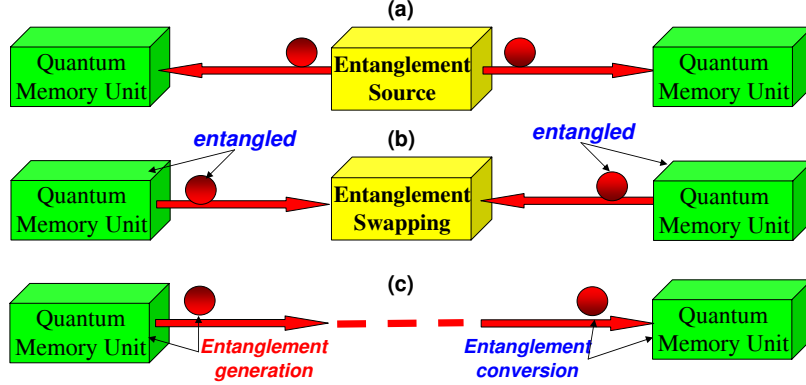 (a)
Quantum
Memory Unit
Entanglement
Source
Quantum
Memory Unit
entangled
(b)
entangled
Quantum
Memory Unit
Entanglement
Swapping
Quantum
Memory Unit
(c)
Quantum
Memory Unit
Entanglement
generation
Entanglement
conversion
Quantum
Memory Unit